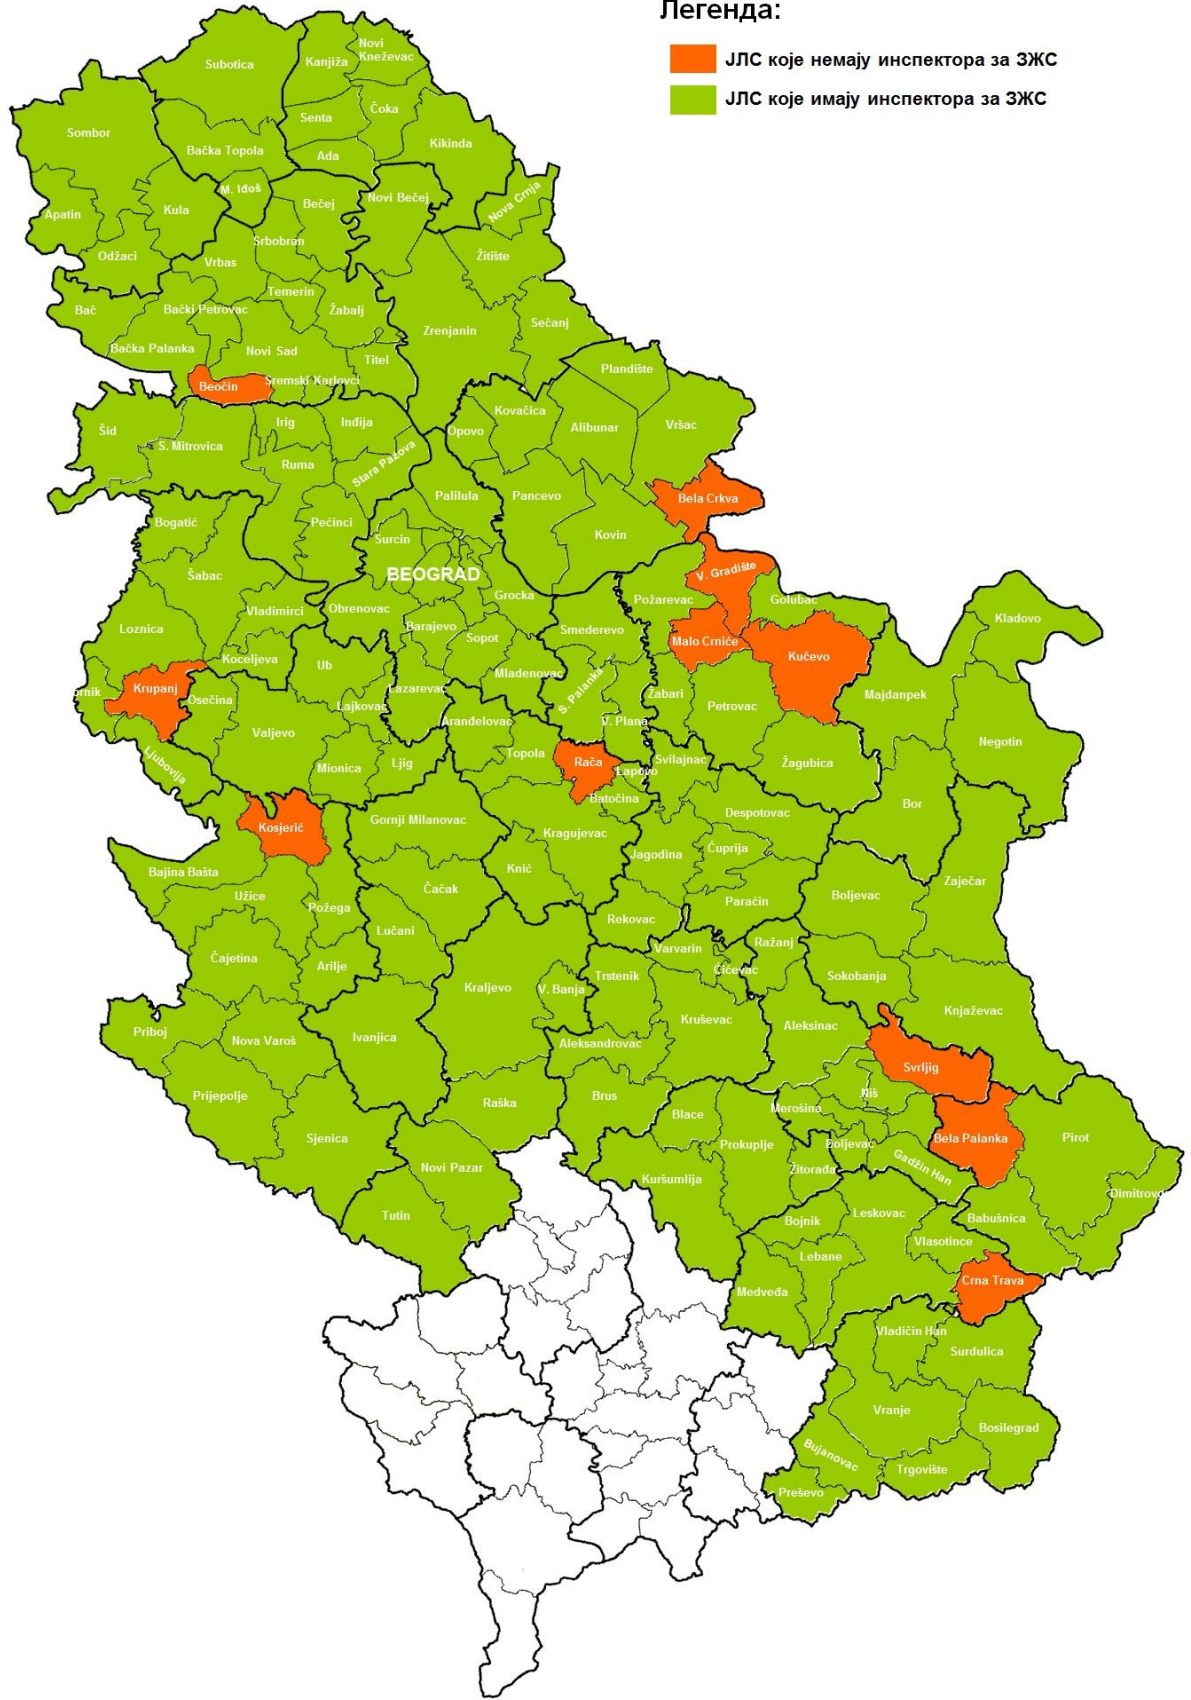 Легенда:
ЈЛС које немају инспектора за ЗЖС
ЈЛС које имају инспектора за ЗЖС
Subotica
Kanjiža
Novi
Kneževac
Sombor
Senta
Čoka
Bačka Topola
Ada
Kikinda
Apatin
Kula
M. Iđoš
Bečej
Novi Bečej
Nova Crnja
Odžaci
Vrbas
Srbobran
Žitište
Bač
Bački Petrovac
Temerin
Žabalj
Zrenjanin
Sečanj
Bačka Palanka
Novi Sad
Titel
Plandište
Beočin
Sremski Karlovci
Šid
S. Mitrovica
Irig
Inđija
Opovo
Kovačica
Alibunar
Vršac
Ruma
Stara Pazova
Palilula
Pancevo
Bela Crkva
Bogatić
Pećinci
Surcin
Kovin
Šabac
BEOGRAD
V. Gradište
Loznica
Vladimirci
Obrenovac
Grocka
Požarevac
Golubac
Kladovo
Barajevo
Sopot
Smederevo
Malo Crniće
Kučevo
Koceljeva
Ub
Mladenovac
ornik
Krupanj
Osečina
Lajkovac
Lazarevac
S. Palanka
Žabari
Petrovac
Majdanpek
Valjevo
Aranđelovac
V. Plana
Negotin
Ljubovija
Mionica
Ljig
Topola
Rača
Lapovo
Svilajnac
Žagubica
Kosjerić
Gornji Milanovac
Batočina
Despotovac
Bor
Kragujevac
Bajina Bašta
Knić
Jagodina
Ćuprija
Užice
Požega
Čačak
Paraćin
Boljevac
Zaječar
Lučani
Rekovac
Čajetina
Arilje
Varvarin
Ražanj
Kraljevo
V. Banja
Trstenik
Ćićevac
Sokobanja
Priboj
Nova Varoš
Ivanjica
Aleksandrovac
Kruševac
Aleksinac
Knjaževac
Prijepolje
Raška
Brus
Svrljig
Sjenica
Blace
Merošina
Niš
Prokuplje
Doljevac
Bela Palanka
Pirot
Novi Pazar
Kuršumlija
Žitorađa
Gadžin Han
Dimitrovg
Tutin
Bojnik
Leskovac
Babušnica
Lebane
Vlasotince
Medveđa
Crna Trava
Vladičin Han
Surdulica
Vranje
Bosilegrad
Bujanovac
Trgovište
Preševo